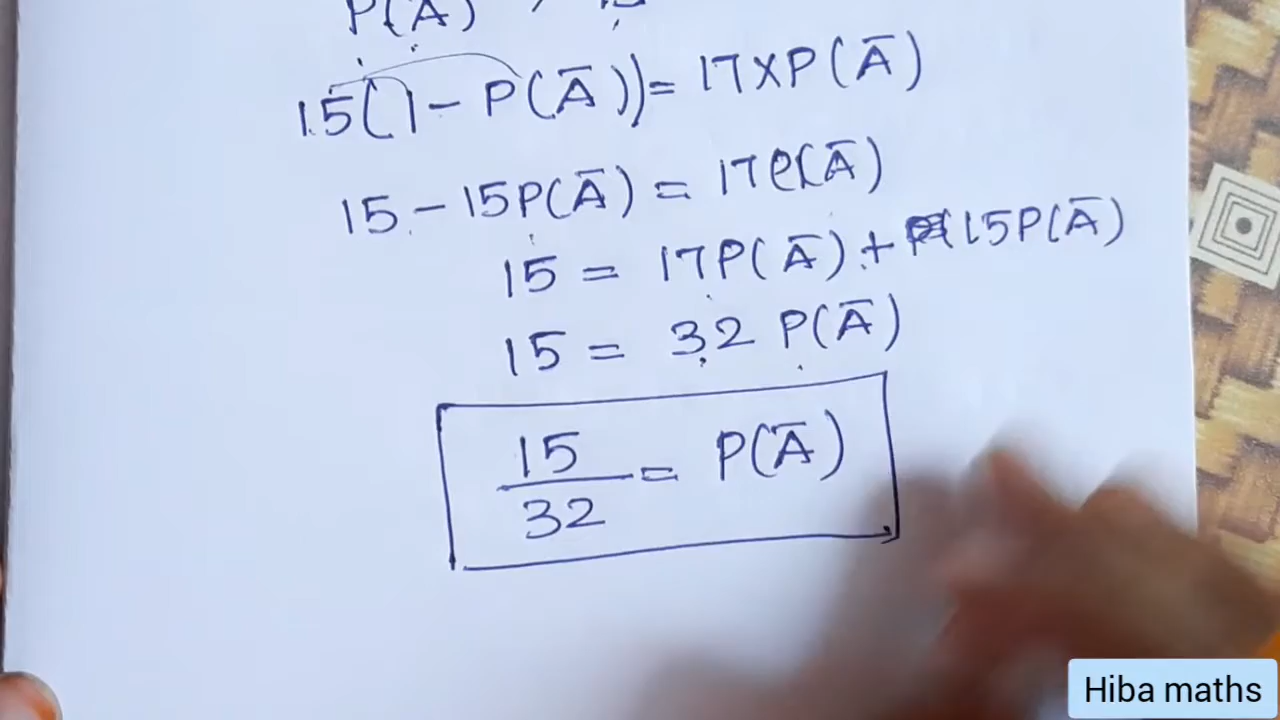 P(Ā)
15(1 - P(Ā)) = 17 X P(Ā)
15 - 15P(Ā) = 17P(Ā)
15 = 17P(Ā) + 15P(Ā)
15 = 32 P(Ā)
15/32 = P(Ā)
Hiba maths